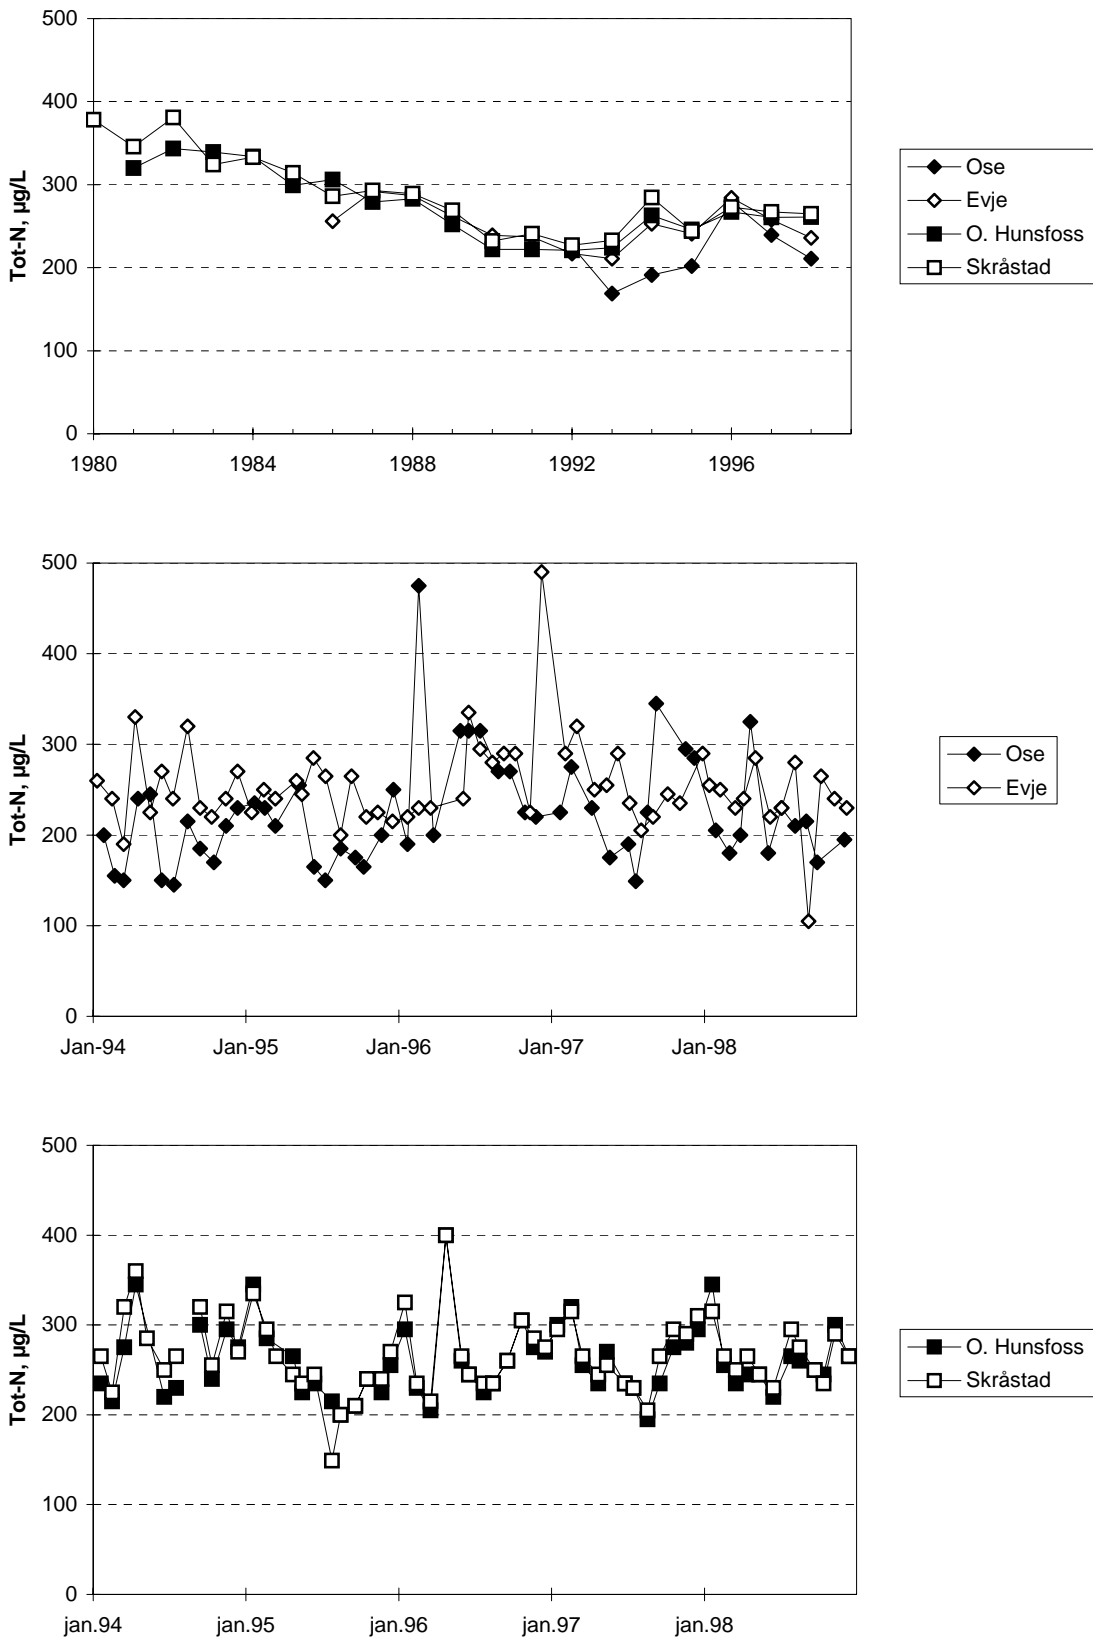 500
400
300
200
100
0
Tot-N, µg/L
1980 1984 1988 1992 1996
Ose
Evje
O. Hunsfoss
Skråstad
500
400
300
200
100
0
Tot-N, µg/L
Jan-94 Jan-95 Jan-96 Jan-97 Jan-98
Ose
Evje
500
400
300
200
100
0
Tot-N, µg/L
jan.94 jan.95 jan.96 jan.97 jan.98
O. Hunsfoss
Skråstad